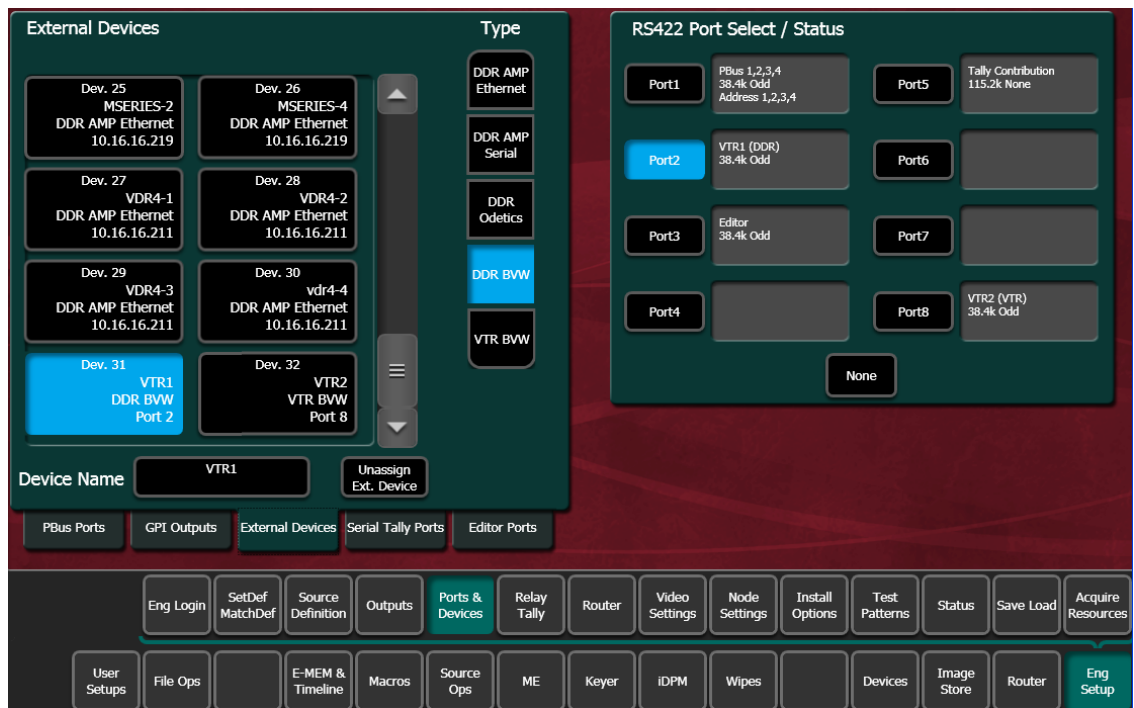 External Devices
Type
Dev. 25
MSERIES-2
DDR AMP Ethernet
10.16.16.219
Dev. 26
MSERIES-4
DDR AMP Ethernet
10.16.16.219
Dev. 27
VDR4-1
DDR AMP Ethernet
10.16.16.211
Dev. 28
VDR4-2
DDR AMP Ethernet
10.16.16.211
Dev. 29
VDR4-3
DDR AMP Ethernet
10.16.16.211
Dev. 30
vdr4-4
DDR AMP Ethernet
10.16.16.211
Dev. 31
VTR1
DDR BVW
Port 2
Dev. 32
VTR2
VTR BVW
Port 8
DDR AMP
Ethernet
DDR AMP
Serial
DDR
Odetics
DDR BVW
VTR BVW
Device Name
VTR1
Unassign
Ext. Device
PBus Ports
GPI Outputs
External Devices
Serial Tally Ports
Editor Ports
RS422 Port Select / Status
Port1
PBus 1,2,3,4
38.4k Odd
Address 1,2,3,4
Port5
Tally Contribution
115.2k None
Port2
VTR1 (DDR)
38.4k Odd
Port6
Port3
Editor
38.4k Odd
Port7
Port4
Port8
VTR2 (VTR)
38.4k Odd
None
Eng Login
SetDef
MatchDef
Source
Definition
Outputs
Ports &
Devices
Relay
Tally
Router
Video
Settings
Node
Settings
Install
Options
Test
Patterns
Status
Save Load
Acquire
Resources
User
Setups
File Ops
E-MEM &
Timeline
Macros
Source
Ops
ME
Keyer
iDPM
Wipes
Devices
Image
Store
Router
Eng
Setup